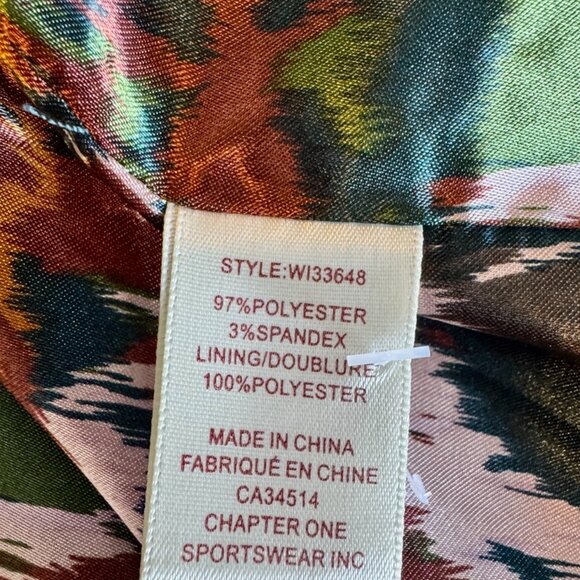 STYLE:WI33648
97%POLYESTER
3%SPANDEX
LINING/DOUBLURE
100%POLYESTER
MADE IN CHINA
FABRIQUÉ EN CHINE
CA34514
CHAPTER ONE
SPORTSWEAR INC